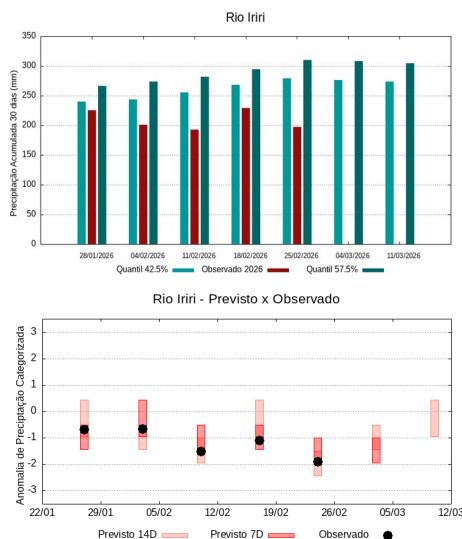 Rio Iriri
Precipitação Acumulada 30 dias (mm)
350
300
250
200
150
100
50
0
28/01/2026 04/02/2026 11/02/2026 18/02/2026 25/02/2026 04/03/2026 11/03/2026
Quantil 42.5% Observado 2026 Quantil 57.5%
Rio Iriri - Previsto x Observado
Anomalia de Preciptação Categorizada
3
2
1
0
-1
-2
-3
22/01 29/01 05/02 12/02 19/02 26/02 05/03 12/03
Previsto 14D Previsto 7D Observado